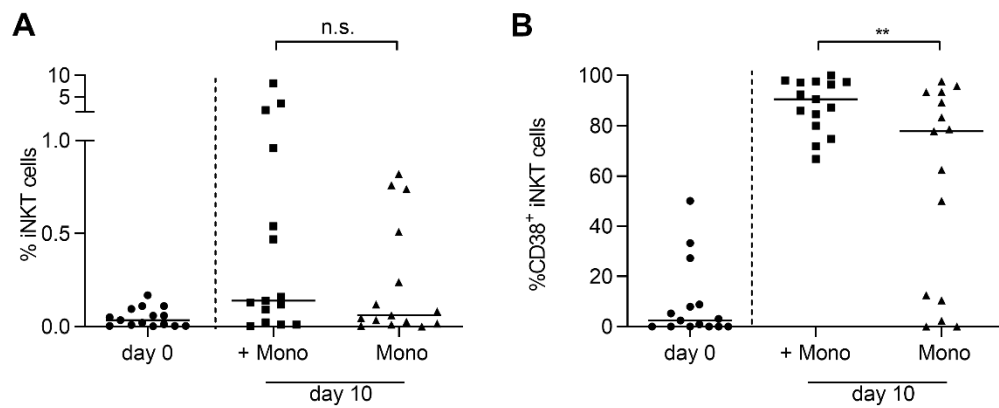 A
n.s.
% iNKT cells
10
5
1.0
0.5
0.0
day 0
+ Mono
Mono
day 10
B
**
%CD38+ iNKT cells
100
80
60
40
20
0
day 0
+ Mono
Mono
day 10